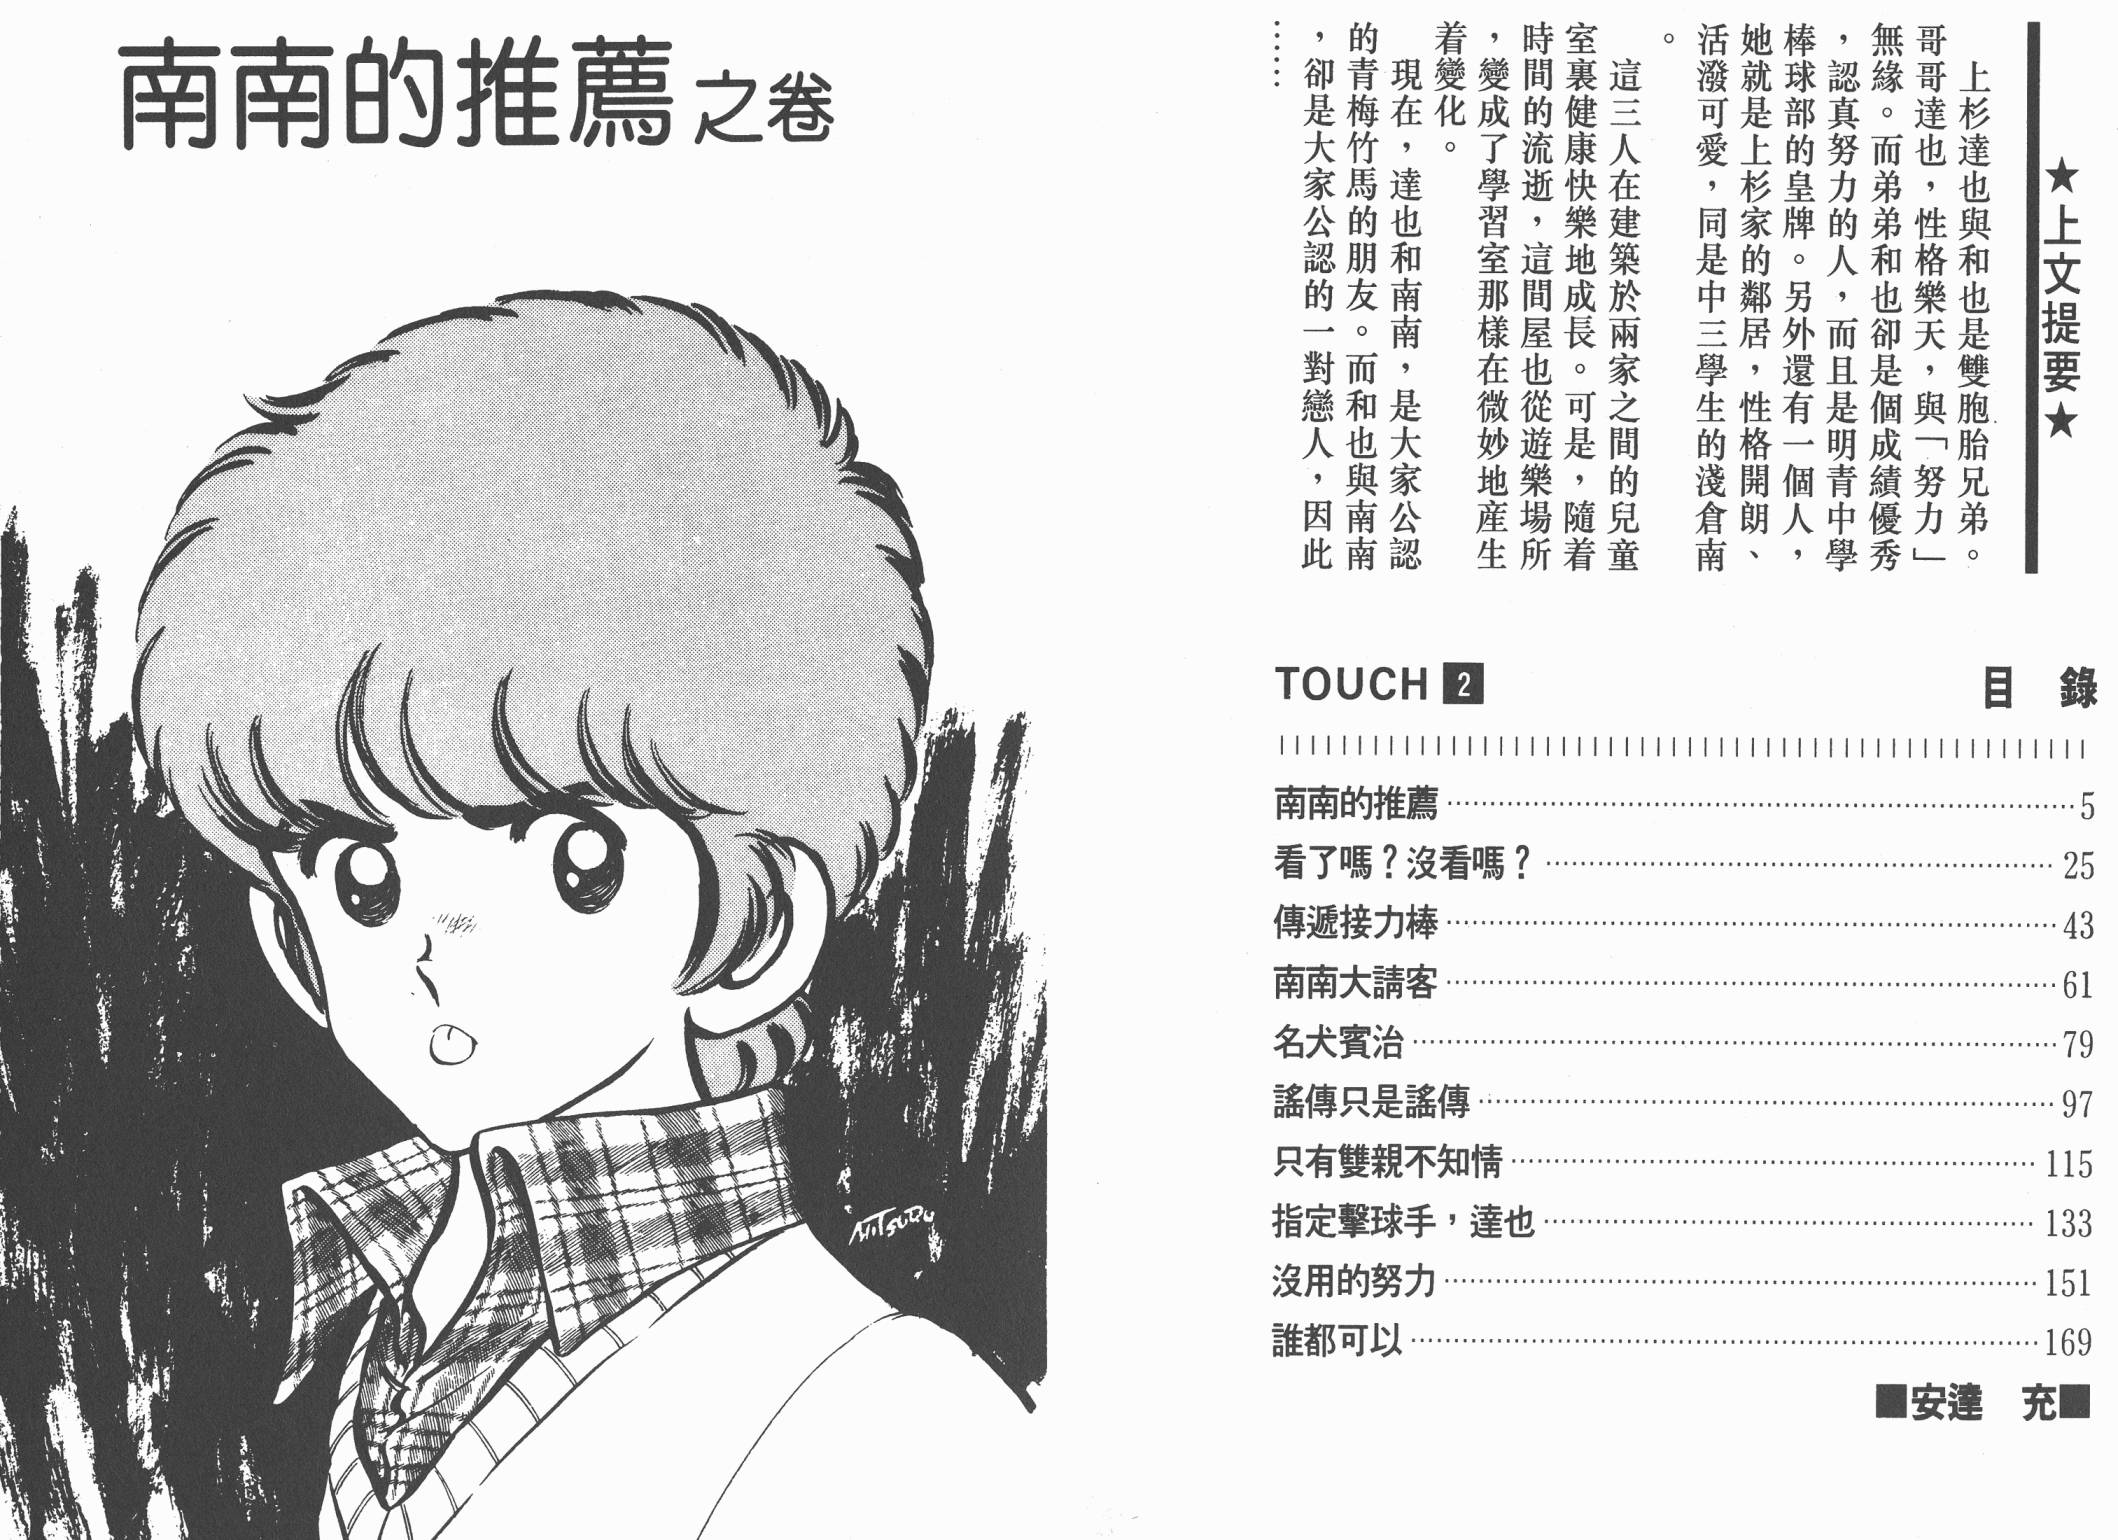 ★上文提要★
上杉達也與和也是雙胞胎兄弟。
哥哥達也，性格樂天，與「努力」
無緣。而弟弟和也卻是個成績優秀
，認真努力的人，而且是明青中學
棒球部的皇牌。另外還有一個人，
她就是上杉家的鄰居，性格開朗、
活潑可愛，同是中三學生的淺倉南
。
這三人在建築於兩家之間的兒童
室裏健康快樂地成長。可是，隨着
時間的流逝，這間屋也從遊樂場所
，變成了學習室那樣在微妙地産生
着變化。
現在，達也和南南，是大家公認
的青梅竹馬的朋友。而和也與南南
，卻是大家公認的一對戀人，因此
……
TOUCH 2 目　錄
南南的推薦……5
看了嗎？沒看嗎？……25
傳遞接力棒……43
南南大請客……61
名犬賓治……79
謠傳只是謠傳……97
只有雙親不知情……115
指定擊球手，達也……133
沒用的努力……151
誰都可以……169
■安達　充■
南南的推薦之卷
MITSURU